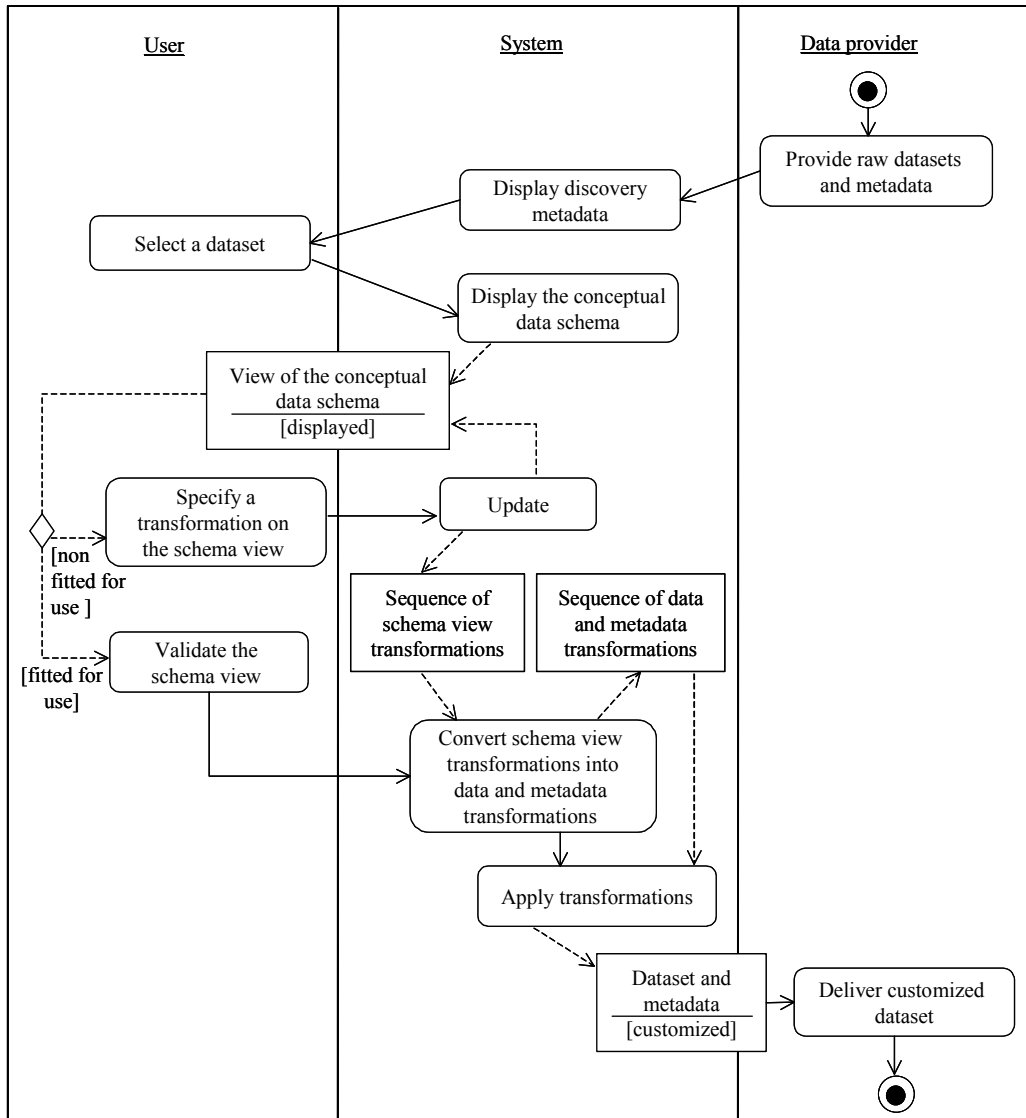 User
System
Data provider
Provide raw datasets
and metadata
Display discovery
metadata
Select a dataset
Display the conceptual
data schema
View of the conceptual
data schema
[displayed]
Specify a
transformation on
the schema view
Update
[non
fitted for
use ]
Sequence of
schema view
transformations
Sequence of data
and metadata
transformations
Validate the
schema view
[fitted for
use]
Convert schema view
transformations into
data and metadata
transformations
Apply transformations
Dataset and
metadata
[customized]
Deliver customized
dataset